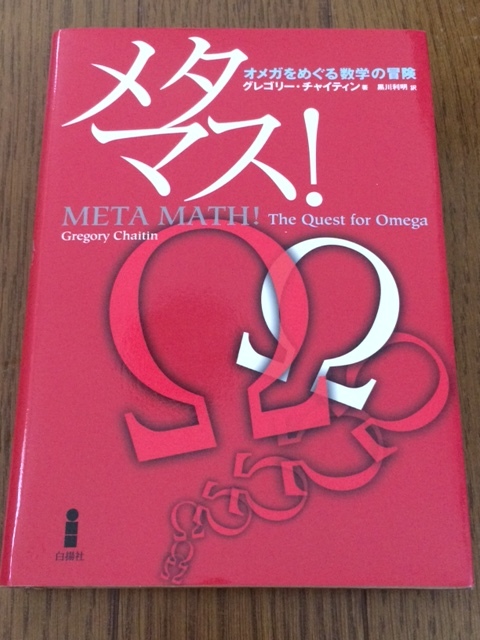 メタ
マス!
オメガをめぐる数学の冒険
グレゴリー・チャイティン 著 黒川利明 訳
META MATH! The Quest for Omega
Gregory Chaitin
Ω
Ω
白揚社